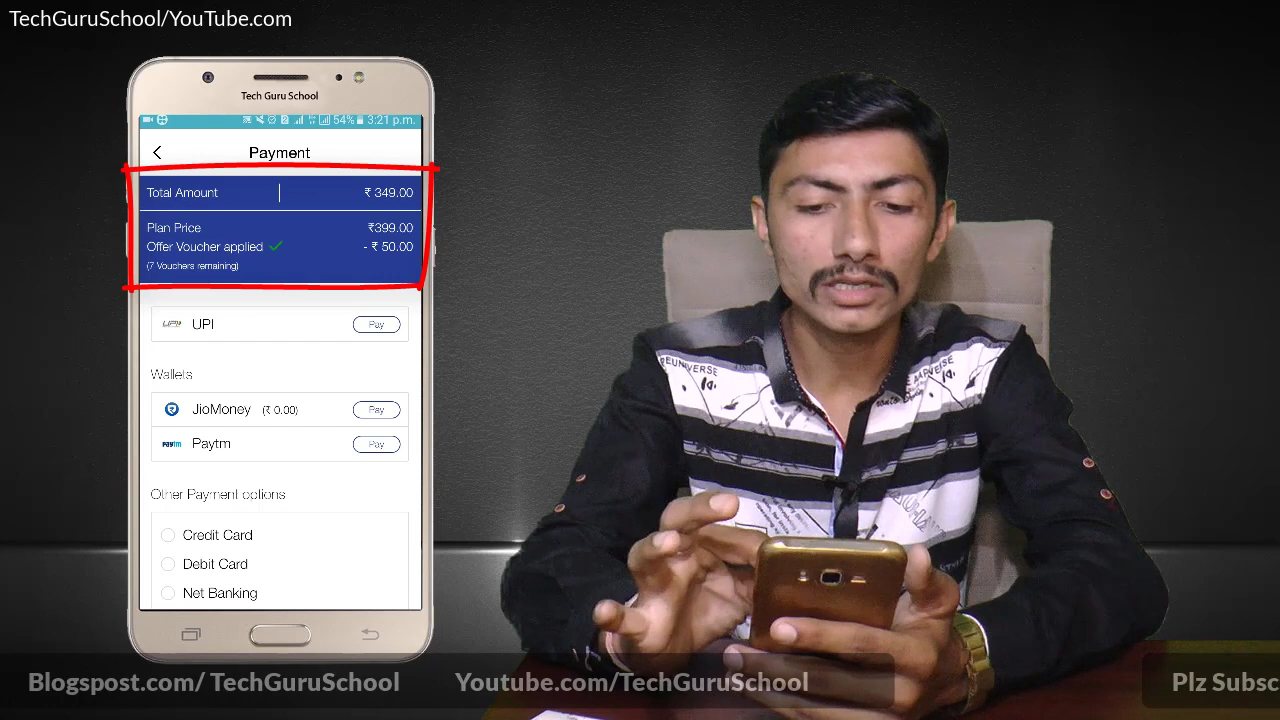 TechGuruSchool/YouTube.com
Tech Guru School
54% 3:21 p.m.
Payment
Total Amount ₹ 349.00
Plan Price ₹399.00
Offer Voucher applied - ₹ 50.00
(7 Vouchers remaining)
UPI UPI Pay
Wallets
JioMoney (₹ 0.00) Pay
Paytm Paytm Pay
Other Payment options
Credit Card
Debit Card
Net Banking
Blogspost.com/ TechGuruSchool Youtube.com/TechGuruSchool Plz Subsc